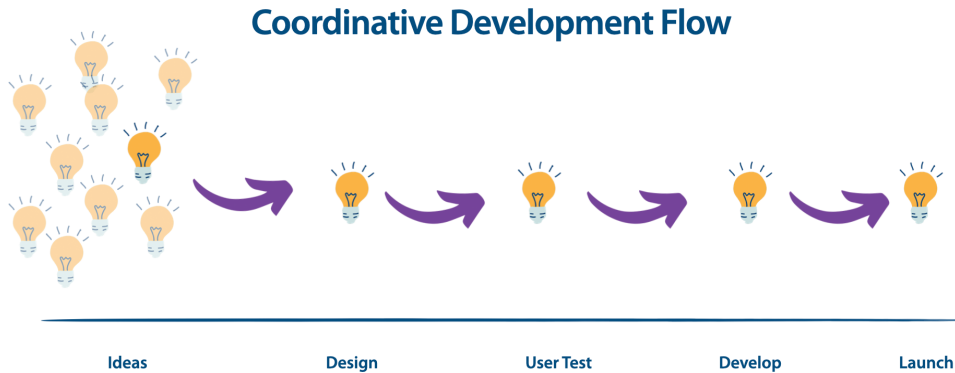 Coordinative Development Flow
Ideas
Design
User Test
Develop
Launch